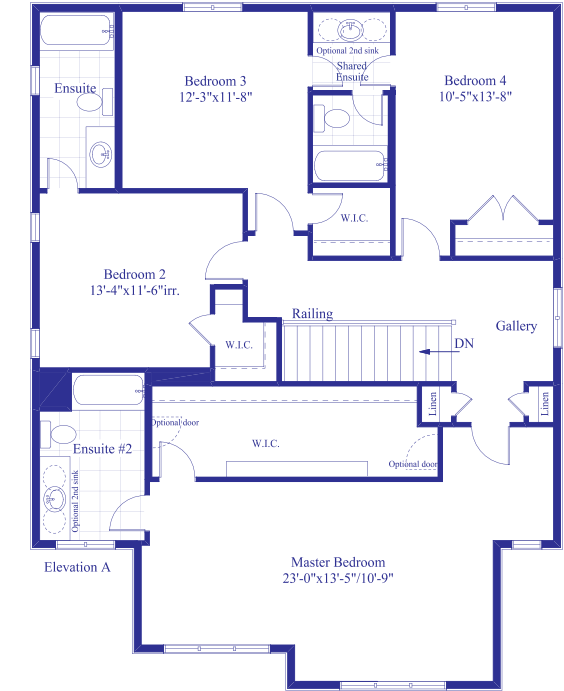 Optional 2nd sink
Shared
Ensuite
Ensuite
Bedroom 3
12'-3"x11'-8"
Bedroom 4
10'-5"x13'-8"
W.I.C.
Bedroom 2
13'-4"x11'-6"irr.
Railing
Gallery
W.I.C.
DN
Linen
Linen
Optional door
W.I.C.
Ensuite #2
Optional door
Optional 2nd sink
Elevation A
Master Bedroom
23'-0"x13'-5"/10'-9"